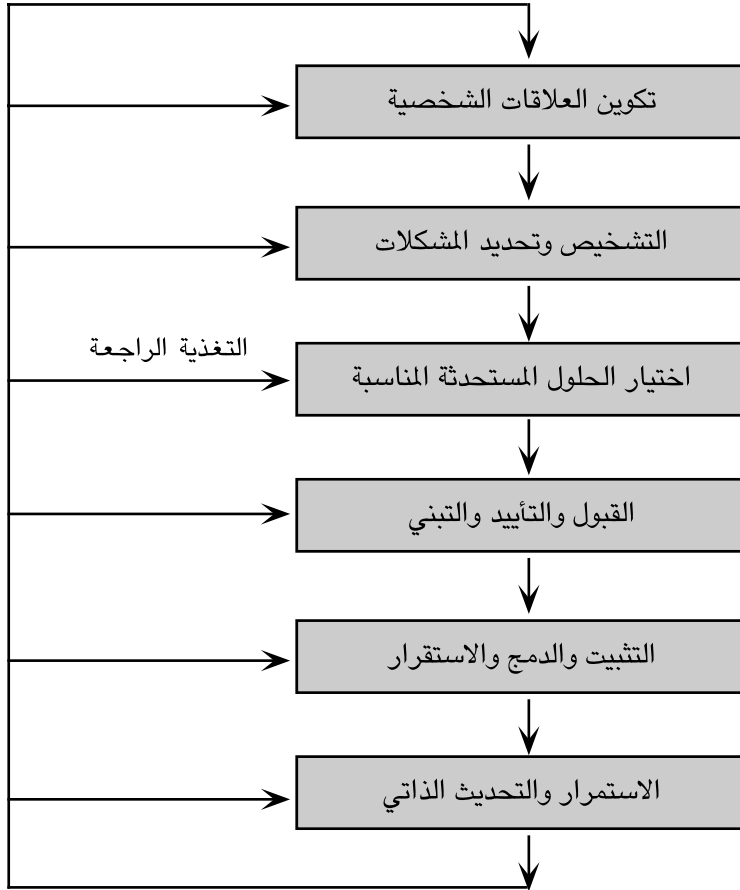 تكوين العلاقات الشخصية
التشخيص وتحديد المشكلات
التغذية الراجعة
اختيار الحلول المستحدثة المناسبة
القبول والتأييد والتبني
التثبيت والدمج والاستقرار
الاستمرار والتحديث الذاتي